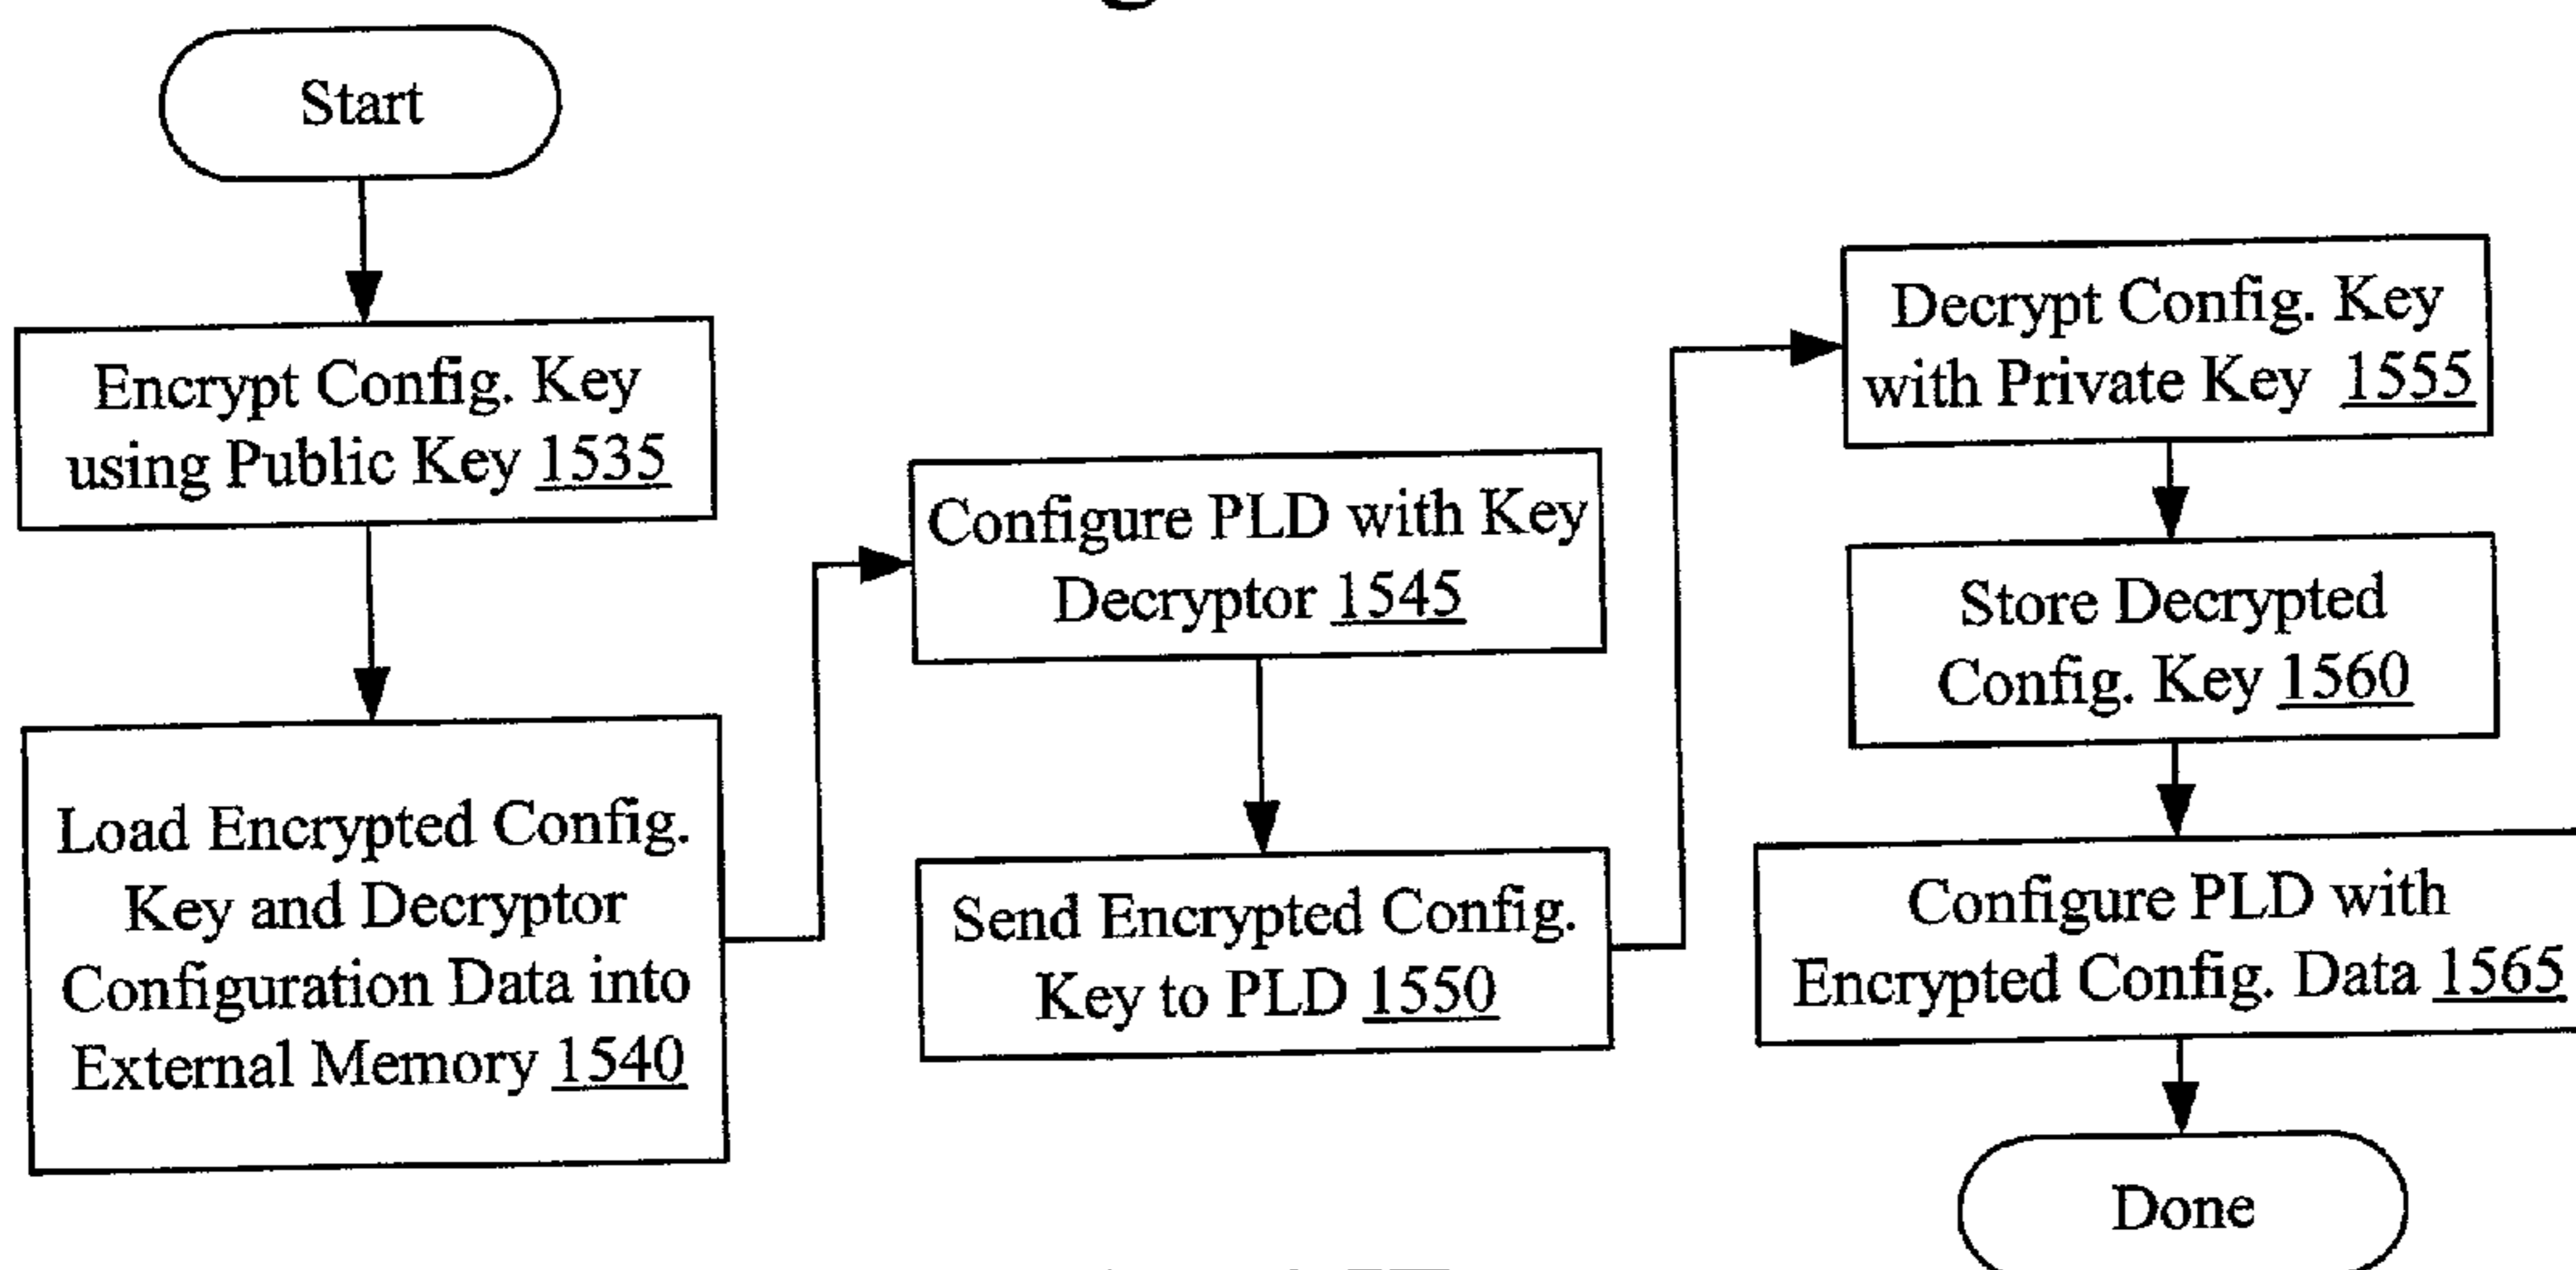 Start
Encrypt Config. Key
using Public Key 1535
Load Encrypted Config.
Key and Decryptor
Configuration Data into
External Memory 1540
Configure PLD with Key
Decryptor 1545
Send Encrypted Config.
Key to PLD 1550
Decrypt Config. Key
with Private Key 1555
Store Decrypted
Config. Key 1560
Configure PLD with
Encrypted Config. Data 1565
Done